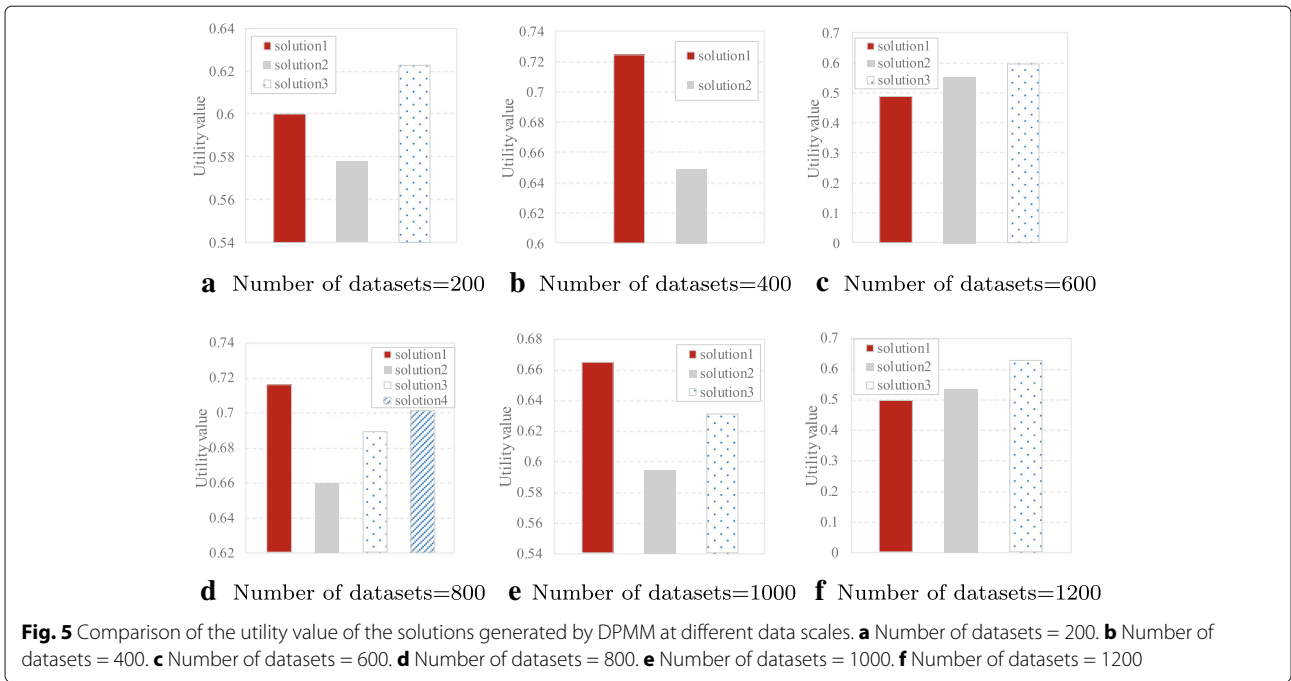 0.64
0.62
0.6
0.58
0.56
0.54
Utility value
solution1
solution2
solution3
a Number of datasets=200
0.74
0.72
0.7
0.68
0.66
0.64
0.62
0.6
Utility value
solution1
solution2
b Number of datasets=400
0.7
0.6
0.5
0.4
0.3
0.2
0.1
0
Utility value
solution1
solution2
solution3
c Number of datasets=600
0.74
0.72
0.7
0.68
0.66
0.64
0.62
Utility value
solution1
solution2
solution3
solotion4
d Number of datasets=800
0.68
0.66
0.64
0.62
0.6
0.58
0.56
0.54
Utility value
solution1
solution2
solution3
e Number of datasets=1000
0.7
0.6
0.5
0.4
0.3
0.2
0.1
0
Utility value
solution1
solution2
solution3
f Number of datasets=1200
Fig. 5 Comparison of the utility value of the solutions generated by DPMM at different data scales. a Number of datasets = 200. b Number of
datasets = 400. c Number of datasets = 600. d Number of datasets = 800. e Number of datasets = 1000. f Number of datasets = 1200